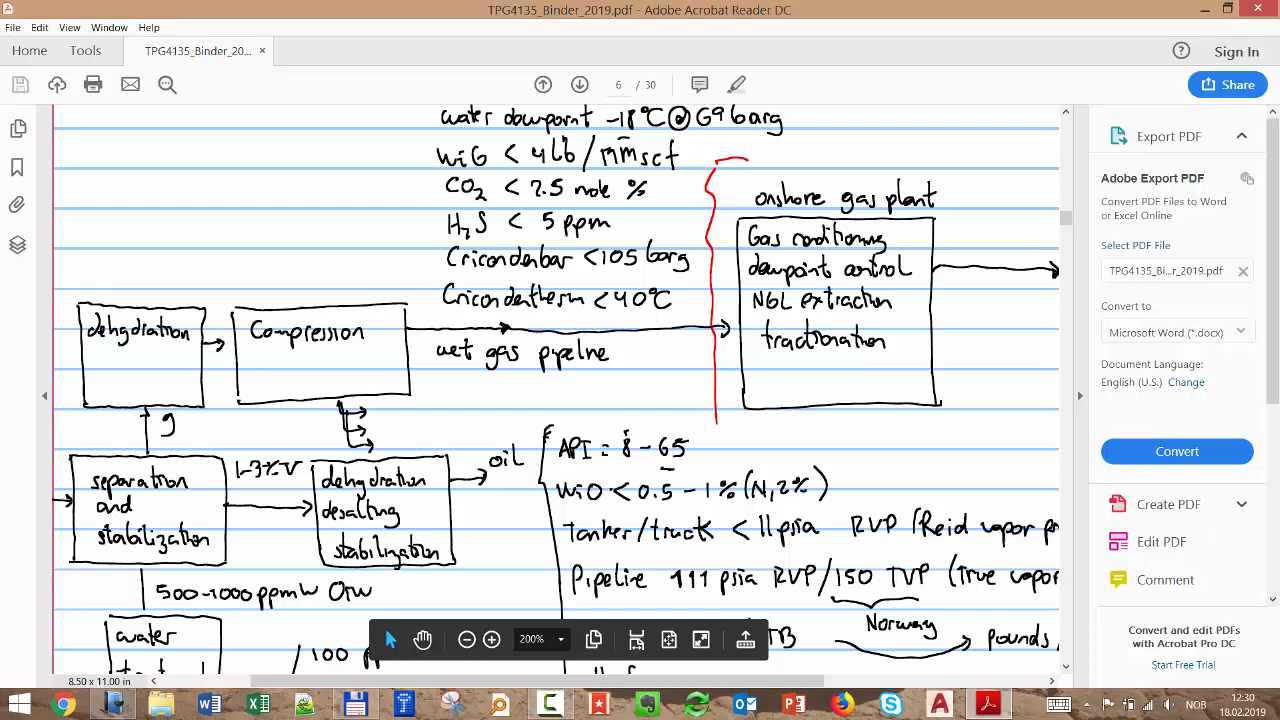 TPG4135_Binder_2019.pdf - Adobe Acrobat Reader DC
File Edit View Window Help
Home Tools TPG4135_Binder_20... × Sign In
6 / 30 Share
water dewpoint -18°C @ 69 barg
WiG < 4 lb/mmscf
CO2 < 2.5 mole %
H2S < 5 ppm
Cricondenbar < 105 barg
Cricondentherm < 40°C
onshore gas plant
Gas conditioning
dewpoint control
NGL extraction
fractionation
dehydration
Compression
wet gas pipeline
g
separation
and
stabilization
1-3%V
dehydration
desalting
stabilization
oil
API = 8 - 65
WiO < 0.5 - 1% (N, 2%)
Tanker/truck < 11 psia RVP (Reid vapor pr
Pipeline 111 psia RVP/150 TVP (True vapor
Norway
TB
pounds
500-1000 ppmw OiW
water
100
200%
8.50 x 11.00 in
Export PDF
Adobe Export PDF
Convert PDF Files to Word
or Excel Online
Select PDF File
TPG4135_Bi...r_2019.pdf ×
Convert to
Microsoft Word (*.docx)
Document Language:
English (U.S.) Change
Convert
Create PDF
Edit PDF
Comment
Convert and edit PDFs
with Acrobat Pro DC
Start Free Trial
NOR
12:30
18.02.2019